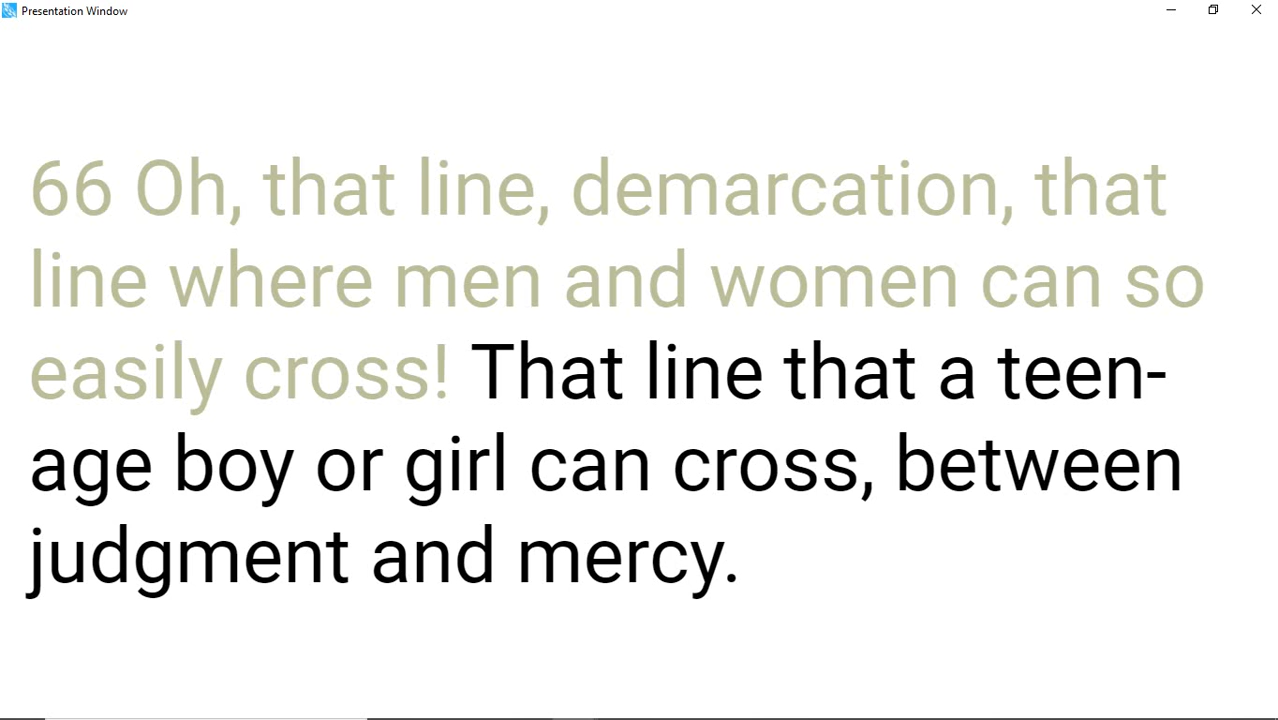 Presentation Window
66 Oh, that line, demarcation, that
line where men and women can so
easily cross! That line that a teen-
age boy or girl can cross, between
judgment and mercy.